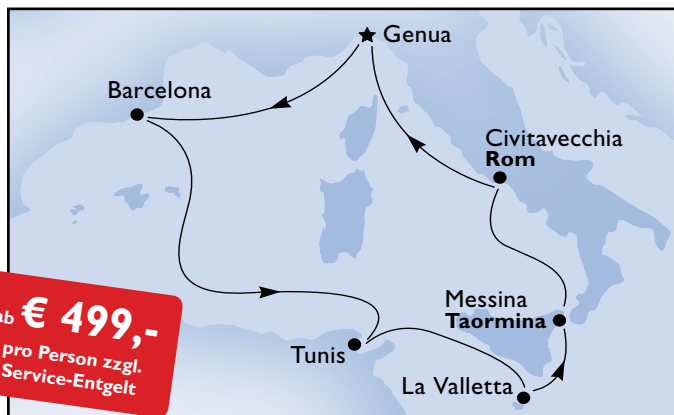 Genua
Barcelona
Civitavecchia
Rom
Messina
Taormina
Tunis
La Valletta
ab € 499,-
pro Person zzgl.
Service-Entgelt